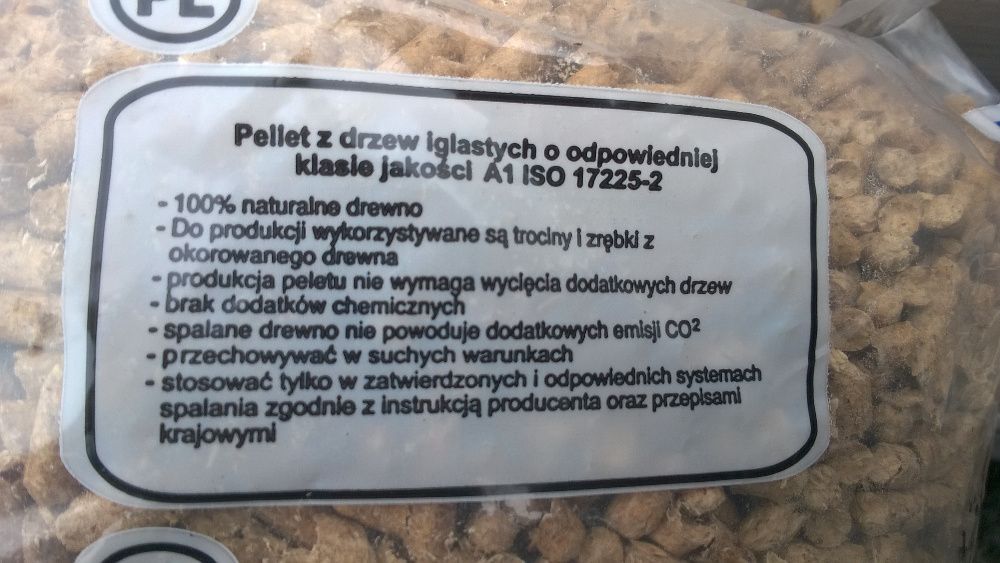 PL
Pellet z drzew iglastych o odpowiedniej
klasie jakości A1 ISO 17225-2
- 100% naturalne drewno
- Do produkcji wykorzystywane są trociny i zrębki z
okorowanego drewna
- produkcja peletu nie wymaga wycięcia dodatkowych drzew
- brak dodatków chemicznych
- spalane drewno nie powoduje dodatkowych emisji CO²
- przechowywać w suchych warunkach
- stosować tylko w zatwierdzonych i odpowiednich systemach
spalania zgodnie z instrukcją producenta oraz przepisami
krajowymi